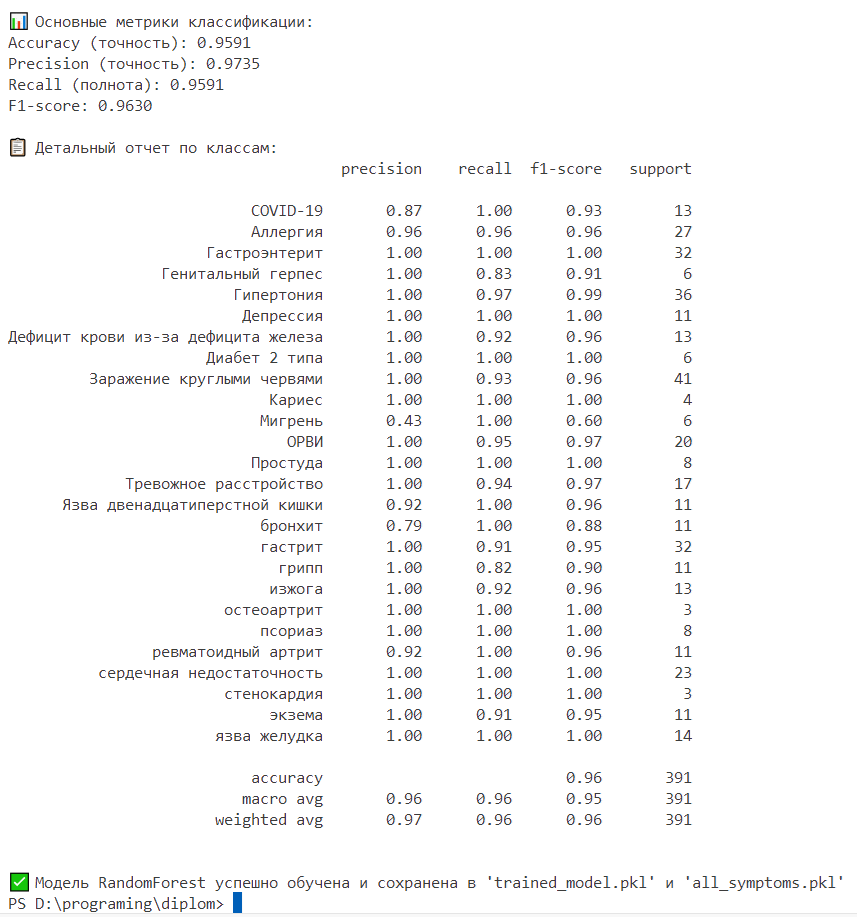 📊 Основные метрики классификации:
Accuracy (точность): 0.9591
Precision (точность): 0.9735
Recall (полнота): 0.9591
F1-score: 0.9630
📋 Детальный отчет по классам:
precision recall f1-score support
COVID-19 0.87 1.00 0.93 13
Аллергия 0.96 0.96 0.96 27
Гастроэнтерит 1.00 1.00 1.00 32
Генитальный герпес 1.00 0.83 0.91 6
Гипертония 1.00 0.97 0.99 36
Депрессия 1.00 1.00 1.00 11
Дефицит крови из-за дефицита железа 1.00 0.92 0.96 13
Диабет 2 типа 1.00 1.00 1.00 6
Заражение круглыми червями 1.00 0.93 0.96 41
Кариес 1.00 1.00 1.00 4
Мигрень 0.43 1.00 0.60 6
ОРВИ 1.00 0.95 0.97 20
Простуда 1.00 1.00 1.00 8
Тревожное расстройство 1.00 0.94 0.97 17
Язва двенадцатиперстной кишки 0.92 1.00 0.96 11
бронхит 0.79 1.00 0.88 11
гастрит 1.00 0.91 0.95 32
грипп 1.00 0.82 0.90 11
изжога 1.00 0.92 0.96 13
остеоартрит 1.00 1.00 1.00 3
псориаз 1.00 1.00 1.00 8
ревматоидный артрит 0.92 1.00 0.96 11
сердечная недостаточность 1.00 1.00 1.00 23
стенокардия 1.00 1.00 1.00 3
экзема 1.00 0.91 0.95 11
язва желудка 1.00 1.00 1.00 14
accuracy 0.96 391
macro avg 0.96 0.96 0.95 391
weighted avg 0.97 0.96 0.96 391
✅ Модель RandomForest успешно обучена и сохранена в 'trained_model.pkl' и 'all_symptoms.pkl'
PS D:\programing\diplom>